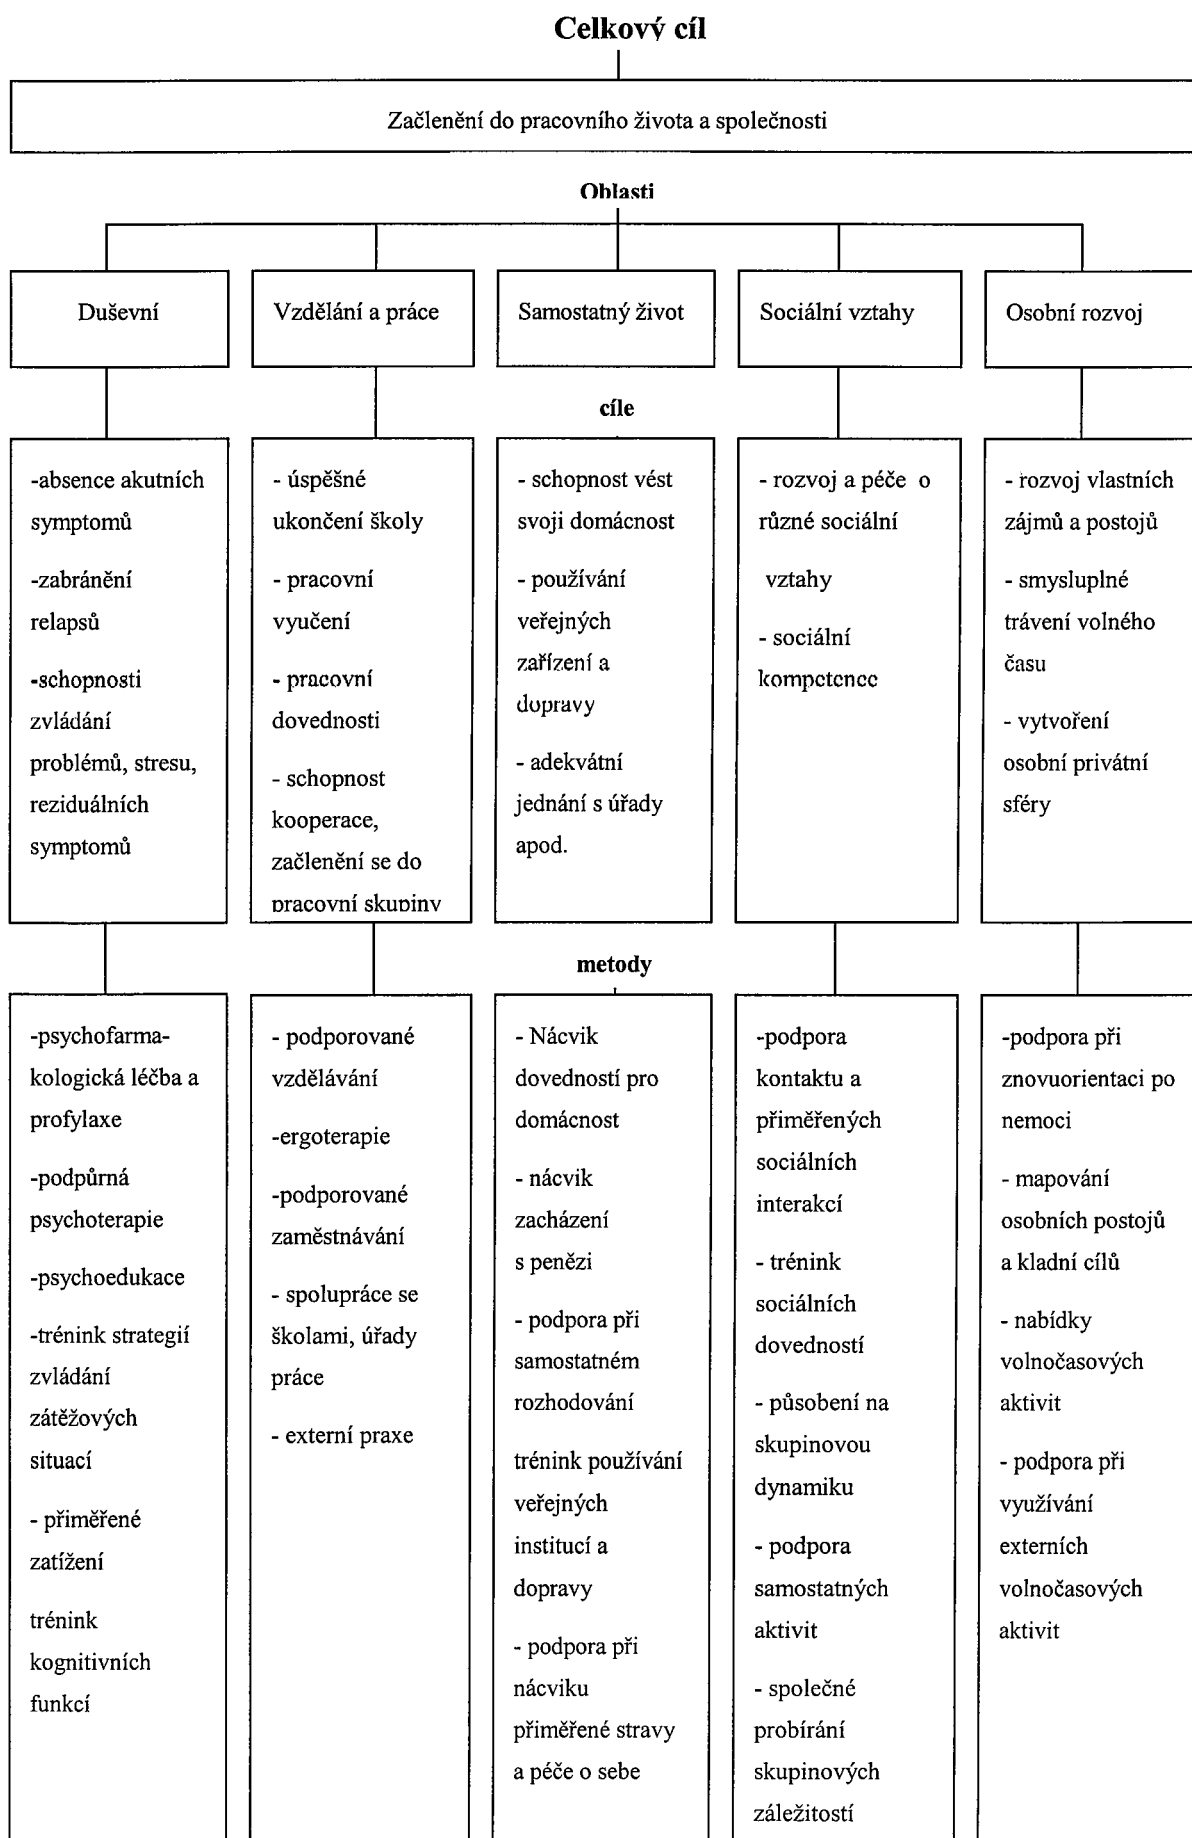 Celkový cíl
Začlenění do pracovního života a společnosti
Oblasti
Duševní
Vzdělání a práce
Samostatný život
Sociální vztahy
Osobní rozvoj
cíle
-absence akutních
symptomů
-zabránění
relapsů
-schopnosti
zvládání
problémů, stresu,
reziduálních
symptomů
- úspěšné
ukončení školy
- pracovní
vyučení
- pracovní
dovednosti
- schopnost
kooperace,
začlenění se do
pracovní skupiny
- schopnost vést
svoji domácnost
- používání
veřejných
zařízení a
dopravy
- adekvátní
jednání s úřady
apod.
- rozvoj a péče o
různé sociální
vztahy
- sociální
kompetence
- rozvoj vlastních
zájmů a postojů
- smysluplné
trávení volného
času
- vytvoření
osobní privátní
sféry
metody
-psychofarma-
kologická léčba a
profylaxe
-podpůrná
psychoterapie
-psychoedukace
-trénink strategií
zvládání
zátěžových
situací
- přiměřené
zatížení
trénink
kognitivních
funkcí
- podporované
vzdělávání
-ergoterapie
-podporované
zaměstnávání
- spolupráce se
školami, úřady
práce
- externí praxe
- Nácvik
dovedností pro
domácnost
- nácvik
zacházení
s penězi
- podpora při
samostatném
rozhodování
trénink používání
veřejných
institucí a
dopravy
- podpora při
nácviku
přiměřené stravy
a péče o sebe
-podpora
kontaktu a
přiměřených
sociálních
interakcí
- trénink
sociálních
dovedností
- působení na
skupinovou
dynamiku
- podpora
samostatných
aktivit
- společné
probírání
skupinových
záležitostí
-podpora při
znovuorientaci po
nemoci
- mapování
osobních postojů
a kladní cílů
- nabídky
volnočasových
aktivit
- podpora při
využívání
externích
volnočasových
aktivit